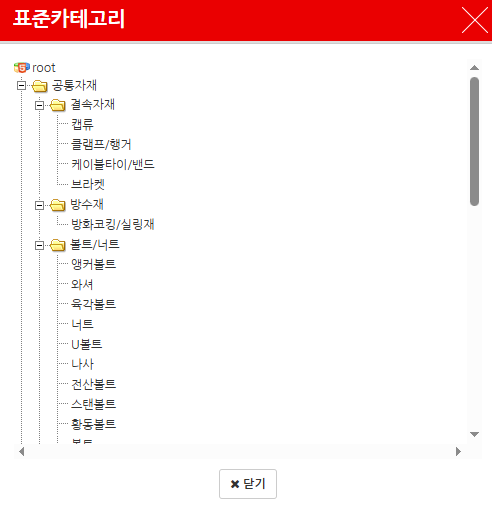 표준카테고리
root
공통자재
결속자재
캡류
클램프/행거
케이블타이/밴드
브라켓
방수재
방화코킹/실링재
볼트/너트
앵커볼트
와셔
육각볼트
너트
U볼트
나사
전산볼트
스탠볼트
황동볼트
✖ 닫기